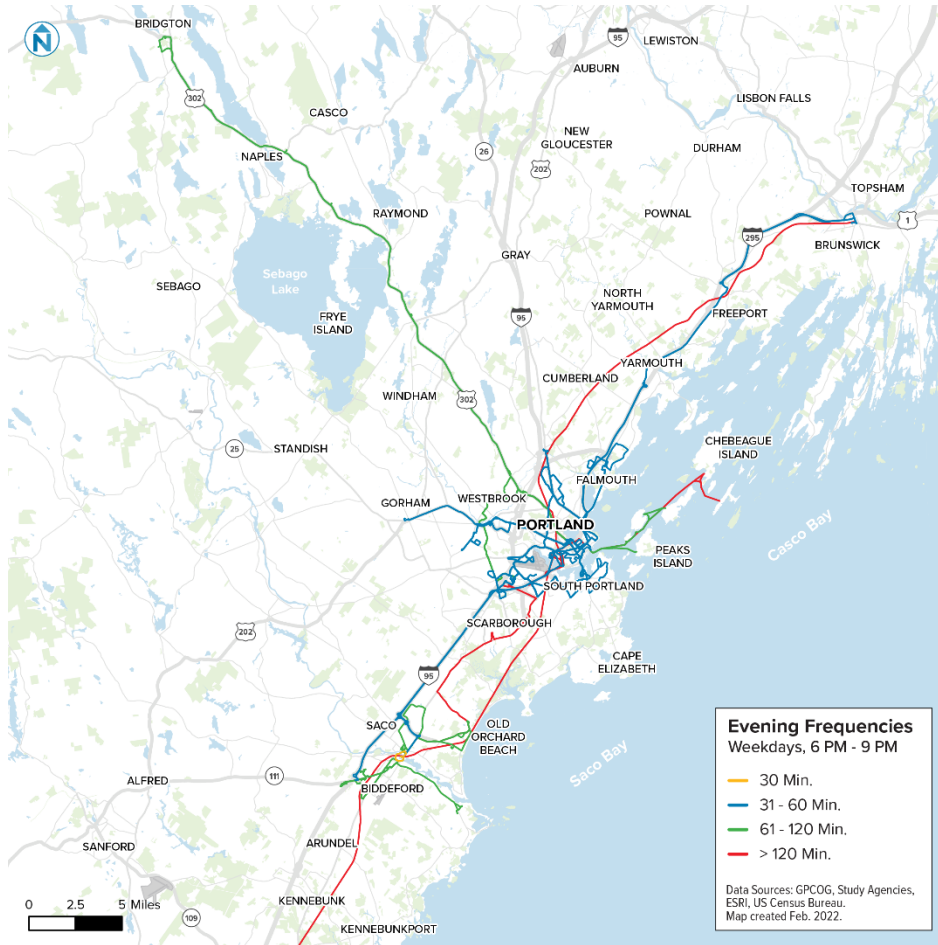 BRIDGTON
N
95
LEWISTON
AUBURN
302
LISBON FALLS
CASCO
NEW
GLOUCESTER
26
202
DURHAM
NAPLES
TOPSHAM
RAYMOND
POWNAL
1
295
BRUNSWICK
GRAY
Sebago
Lake
SEBAGO
NORTH
YARMOUTH
FREEPORT
FRYE
ISLAND
95
YARMOUTH
CUMBERLAND
WINDHAM
302
CHEBEAGUE
ISLAND
25
STANDISH
FALMOUTH
GORHAM
WESTBROOK
PORTLAND
Casco Bay
PEAKS
ISLAND
SOUTH PORTLAND
SCARBOROUGH
202
CAPE
ELIZABETH
95
SACO
OLD
ORCHARD
BEACH
Saco Bay
ALFRED
111
BIDDEFORD
SANFORD
ARUNDEL
KENNEBUNK
109
KENNEBUNKPORT
0 2.5 5 Miles
Evening Frequencies
Weekdays, 6 PM - 9 PM
30 Min.
31 - 60 Min.
61 - 120 Min.
> 120 Min.
Data Sources: GPCOG, Study Agencies,
ESRI, US Census Bureau.
Map created Feb. 2022.